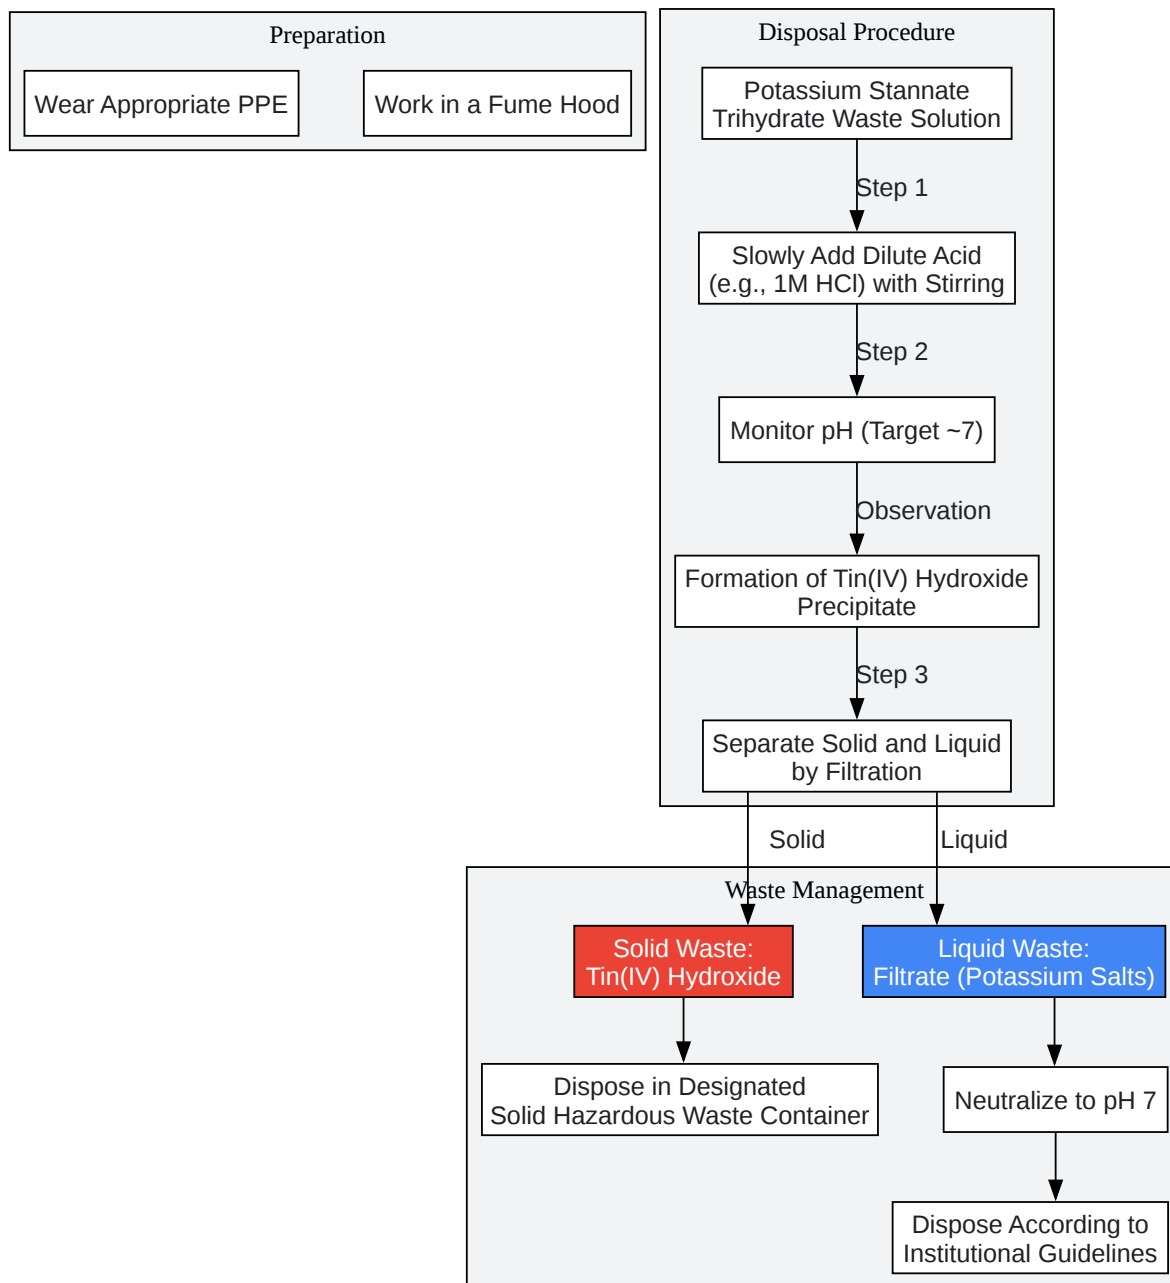 Preparation
Wear Appropriate PPE
Work in a Fume Hood
Disposal Procedure
Potassium Stannate
Trihydrate Waste Solution
Step 1
Slowly Add Dilute Acid
(e.g., 1M HCl) with Stirring
Step 2
Monitor pH (Target ~7)
Observation
Formation of Tin(IV) Hydroxide
Precipitate
Step 3
Separate Solid and Liquid
by Filtration
Solid
Liquid
Waste Management
Solid Waste:
Tin(IV) Hydroxide
Liquid Waste:
Filtrate (Potassium Salts)
Dispose in Designated
Solid Hazardous Waste Container
Neutralize to pH 7
Dispose According to
Institutional Guidelines